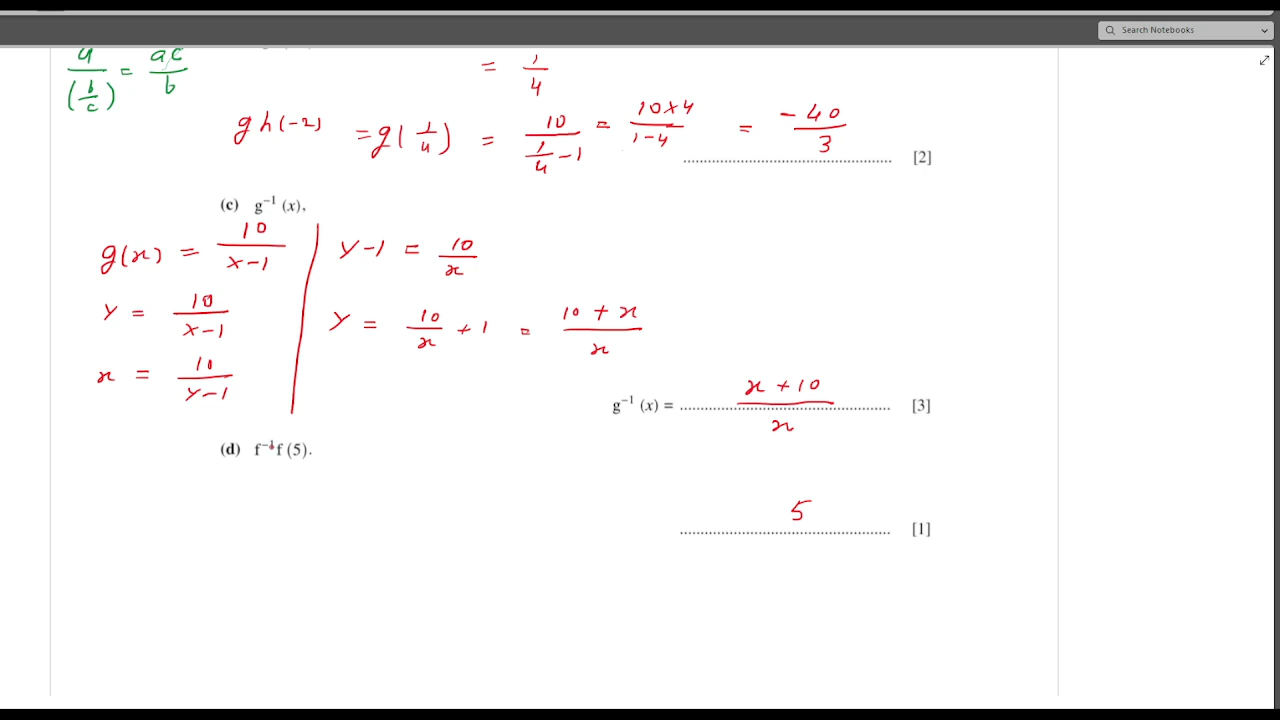 Search Notebooks
a/(b/c) = ac/b
= 1/4
gh(-2) = g(1/4) = 10/(1/4 - 1) = 10×4/1-4 = -40/3 [2]
(c) g⁻¹ (x),
g(x) = 10/x-1
y = 10/x-1
x = 10/y-1
y-1 = 10/x
y = 10/x + 1 = 10 + x/x
g⁻¹ (x) = x + 10/x [3]
(d) f⁻¹f (5).
5 [1]